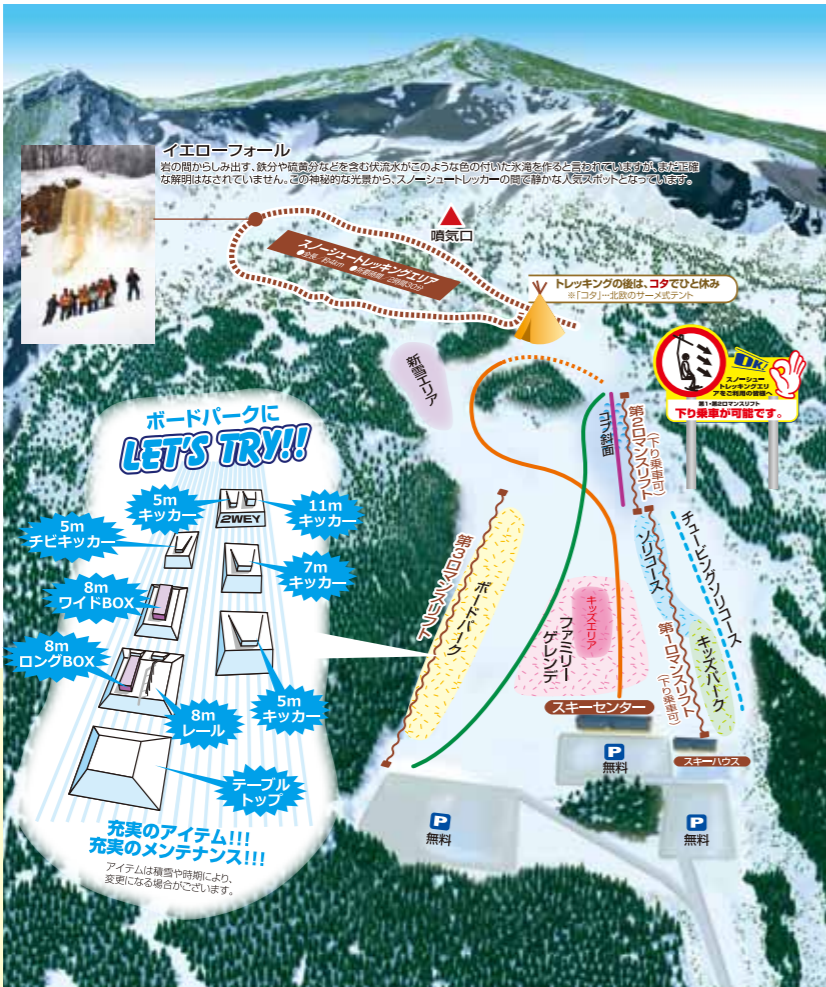 イエローフォール
岩の間からしみ出す、鉄分や硫黄分などを含む伏流水がこのような色の付いた氷滝を作ると言われていますが、まだ正確
な解明はなされていません。この神秘的な光景から、スノーシュートレッカーの間で静かな人気スポットとなっています。
噴気口
スノーシュートレッキングエリア
●全長：約4km ●所要時間：2時間30分
トレッキングの後は、コタでひと休み
※「コタ」…北欧のサーメ式テント
OK!
スノーシュー
トレッキングエリ
アをご利用の皆様へ
第1・第2ロマンスリフト
下り乗車が可能です。
新雪エリア
コブ斜面
第2ロマンスリフト
(下り乗車可)
ボードパークに
LET'S TRY!!
5m
キッカー
11m
キッカー
2WEY
5m
チビキッカー
7m
キッカー
8m
ワイドBOX
8m
ロングBOX
8m
レール
5m
キッカー
テーブル
トップ
充実のアイテム!!!
充実のメンテナンス!!!
アイテムは積雪や時期により、
変更になる場合がございます。
第3ロマンスリフト
ボードパーク
キッズエリア
ファミリー
ゲレンデ
ソリコース
チュービングソリコース
第1ロマンスリフト
(下り乗車可)
キッズパーク
スキーセンター
スキーハウス
P
無料
P
無料
P
無料